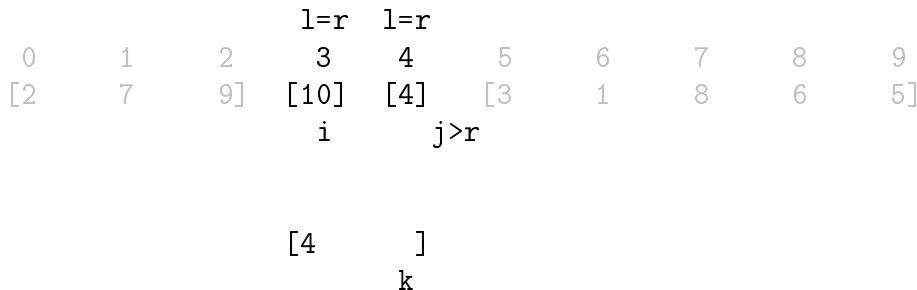 l=r l=r
0 1 2 3 4 5 6 7 8 9
[2 7 9] [10] [4] [3 1 8 6 5]
i j>r
[4 ]
k